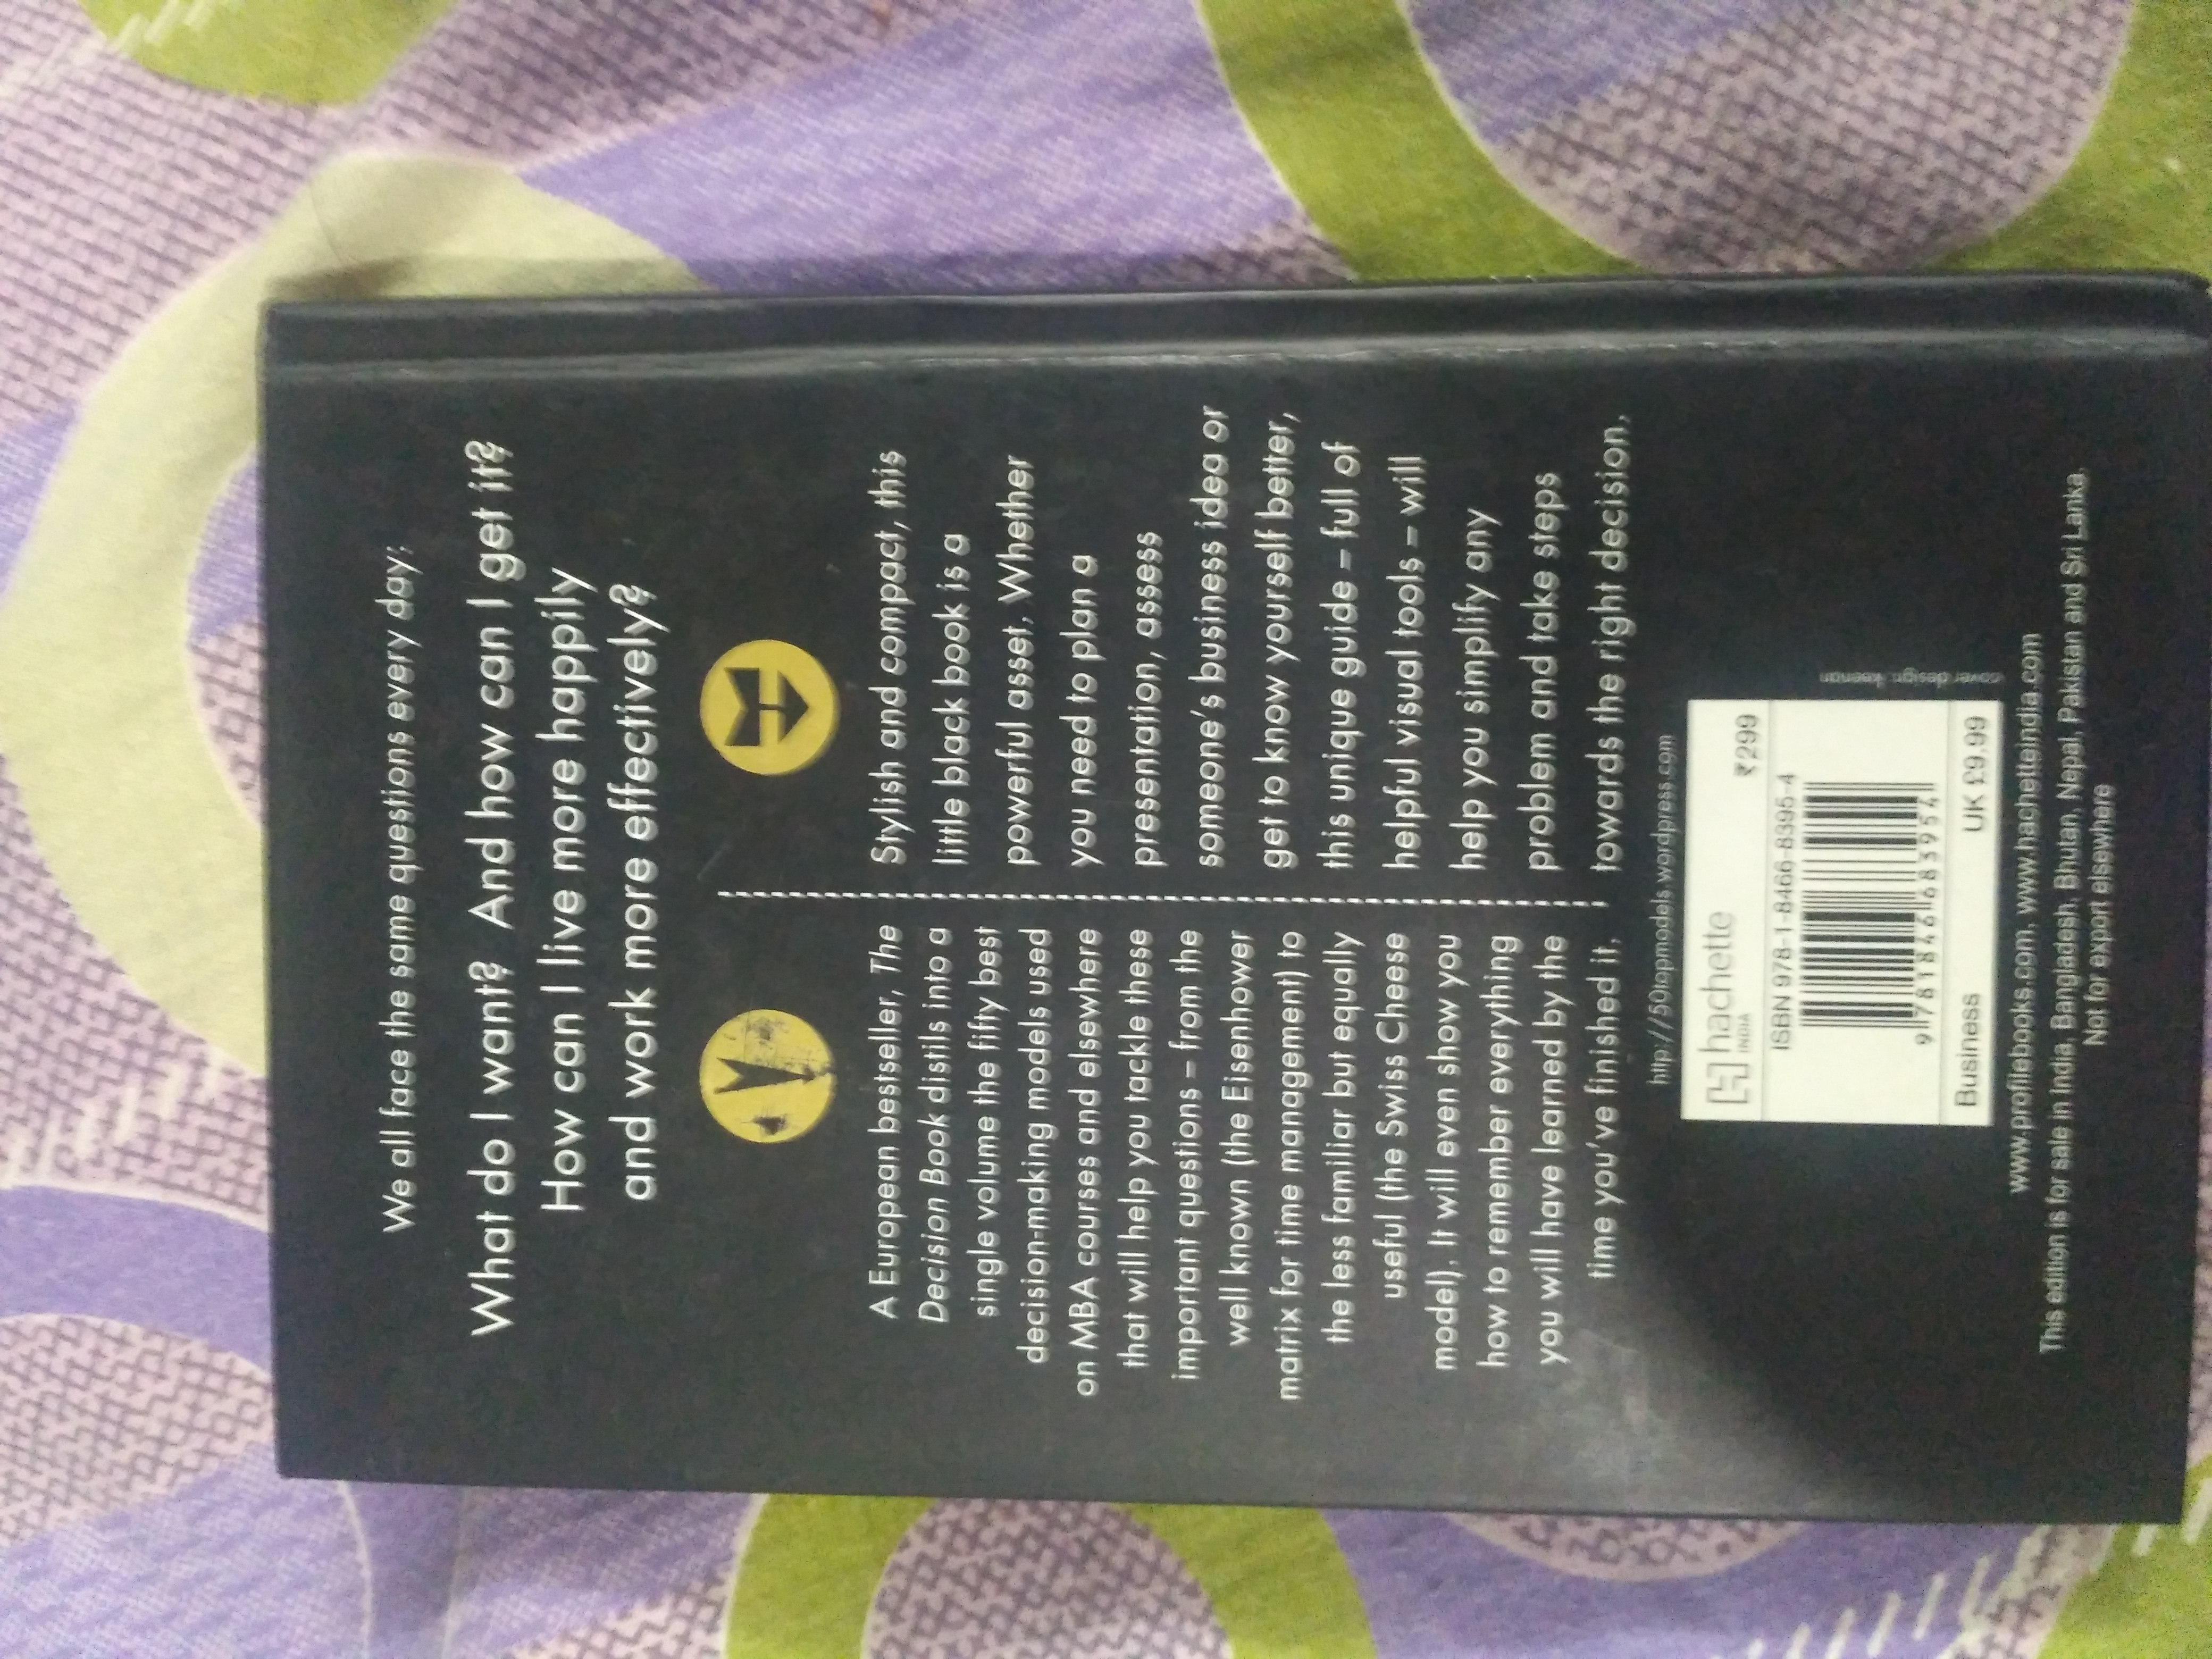 We all face the same questions every day:
What do I want? And how can I get it?
How can I live more happily
and work more effectively?
A European bestseller, The
Decision Book distils into a
single volume the fifty best
decision-making models used
on MBA courses and elsewhere
that will help you tackle these
important questions – from the
well known (the Eisenhower
matrix for time management) to
the less familiar but equally
useful (the Swiss Cheese
model). It will even show you
how to remember everything
you will have learned by the
time you've finished it.
Stylish and compact, this
little black book is a
powerful asset. Whether
you need to plan a
presentation, assess
someone's business idea or
get to know yourself better,
this unique guide – full of
helpful visual tools – will
help you simplify any
problem and take steps
towards the right decision.
http://50topmodels.wordpress.com
hachette
INDIA
₹299
ISBN 978-1-8466-8395-4
9 781846 683954
Business
UK £9.99
cover design: keenan
www.profilebooks.com, www.hachetteindia.com
This edition is for sale in India, Bangladesh, Bhutan, Nepal, Pakistan and Sri Lanka.
Not for export elsewhere